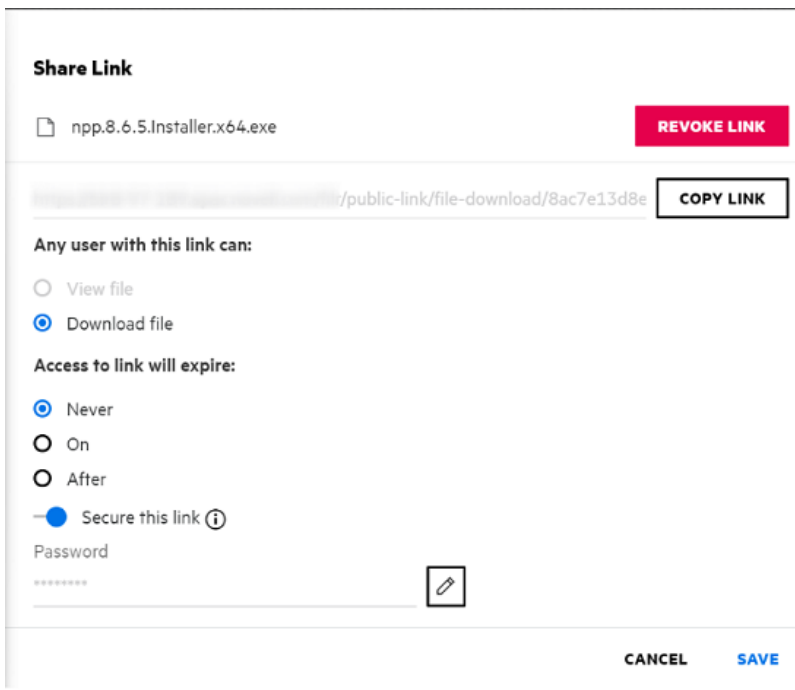 Share Link
npp.8.6.5.Installer.x64.exe
REVOKE LINK
/public-link/file-download/8ac7e13d8e
COPY LINK
Any user with this link can:
View file
Download file
Access to link will expire:
Never
On
After
Secure this link
Password
********
CANCEL SAVE